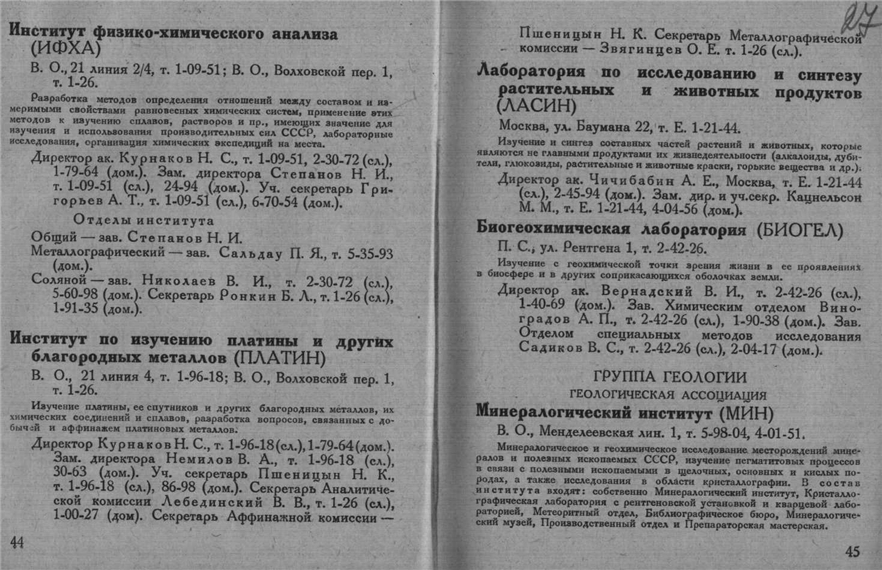 Институт физико-химического анализа
(ИФХА)
В. О., 21 линия 2/4, т. 1-09-51; В. О., Волховской пер. 1,
т. 1-26.
Разработка методов определения отношений между составом и из-
меримыми свойствами равновесных химических систем, применение этих
методов к изучению сплавов, растворов и пр., имеющих значение для
изучения и использования производительных сил СССР, лабораторные
исследования, организация химических экспедиций на места.
Директор ак. Курнаков Н. С., т. 1-09-51, 2-30-72 (сл.),
1-79-64 (дом.). Зам. директора Степанов Н. И.,
т. 1-09-51 (сл.), 24-94 (дом.). Уч. секретарь Гри-
горьев А. Т., т. 1-09-51 (сл.), 6-70-54 (дом.).
Отделы института
Общий — зав. Степанов Н. И.
Металлографический — зав. Сальдау П. Я., т. 5-35-93
(дом.).
Соляной — зав. Николаев В. И., т. 2-30-72 (сл.),
5-60-98 (дом.). Секретарь Ронкин Б. Л., т. 1-26 (сл.),
1-91-35 (дом.).
Институт по изучению платины и других
благородных металлов (ПЛАТИН)
В. О., 21 линия 4, т. 1-96-18; В. О., Волховской пер. 1,
т. 1-26.
Изучение платины, ее спутников и других благородных металлов, их
химических соединений и сплавов, разработка вопросов, связанных с до-
бычей и аффинажем платиновых металлов.
Директор Курнаков Н. С., т. 1-96-18 (сл.), 1-79-64 (дом.).
Зам. директора Немилов В. А., т. 1-96-18 (сл.),
30-63 (дом.). Уч. секретарь Пшеницын Н. К.,
т. 1-96-18 (сл.), 86-98 (дом.). Секретарь Аналитиче-
ской комиссии Лебединский В. В., т. 1-26 (сл.),
1-00-27 (дом). Секретарь Аффинажной комиссии —
44
27
Пшеницын Н. К. Секретарь Металлографической
комиссии — Звягинцев О. Е. т. 1-26 (сл.).
Лаборатория по исследованию и синтезу
растительных и животных продуктов
(ЛАСИН)
Москва, ул. Баумана 22, т. Е. 1-21-44.
Изучение и синтез составных частей растений и животных, которые
являются не главными продуктами их жизнедеятельности (алкалоиды, дуби-
тели, глюкозиды, растительные и животные краски, горькие вещества и др.).
Директор ак. Чичибабин А. Е., Москва, т. Е. 1-21-44
(сл.), 2-45-94 (дом.). Зам. дир. и уч.секр. Кацнельсон
М. М., т. Е. 1-21-44, 4-04-56 (дом.).
Биогеохимическая лаборатория (БИОГЕЛ)
П. С., ул. Рентгена 1, т. 2-42-26.
Изучение с геохимической точки зрения жизни в ее проявлениях
в биосфере и в других соприкасающихся оболочках земли.
Директор ак. Вернадский В. И., т. 2-42-26 (сл.),
1-40-69 (дом.). Зав. Химическим отделом Вино-
градов А. П., т. 2-42-26 (сл.), 1-90-38 (дом.). Зав.
Отделом специальных методов исследования
Садиков В. С., т. 2-42-26 (сл.), 2-04-17 (дом.).
ГРУППА ГЕОЛОГИИ
ГЕОЛОГИЧЕСКАЯ АССОЦИАЦИЯ
Минералогический институт (МИН)
В. О., Менделеевская лин. 1, т. 5-98-04, 4-01-51.
Минералогическое и геохимическое исследование месторождений мине-
ралов и полезных ископаемых СССР, изучение пегматитовых процессов
в связи с полезными ископаемыми в щелочных, основных и кислых по-
родах, а также исследования в области кристаллографии. В состав
института входят: собственно Минералогический институт, Кристалло-
графическая лаборатория с рентгеновской установкой и кварцевой лабо-
раторией, Метеоритный отдел, Библиографическое бюро, Минералогиче-
ский музей, Производственный отдел и Препараторская мастерская.
45